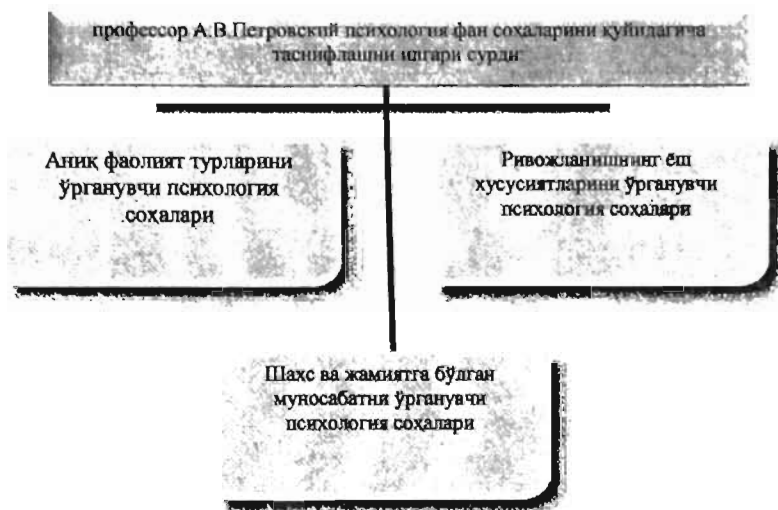 профессор А.В.Петровский психология фан соҳаларини қуйидагича
таснифлашни илгари сурди:
Аниқ фаолият турларини
ўрганувчи психология
соҳалари
Ривожланишнинг ёш
хусусиятларини ўрганувчи
психология соҳалари
Шахс ва жамиятга бўлган
муносабатни ўрганувчи
психология соҳалари